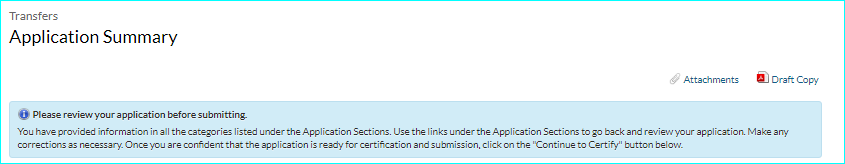 Transfers
Application Summary
Attachments Draft Copy
Please review your application before submitting.
You have provided information in all the categories listed under the Application Sections. Use the links under the Application Sections to go back and review your application. Make any
corrections as necessary. Once you are confident that the application is ready for certification and submission, click on the "Continue to Certify" button below.